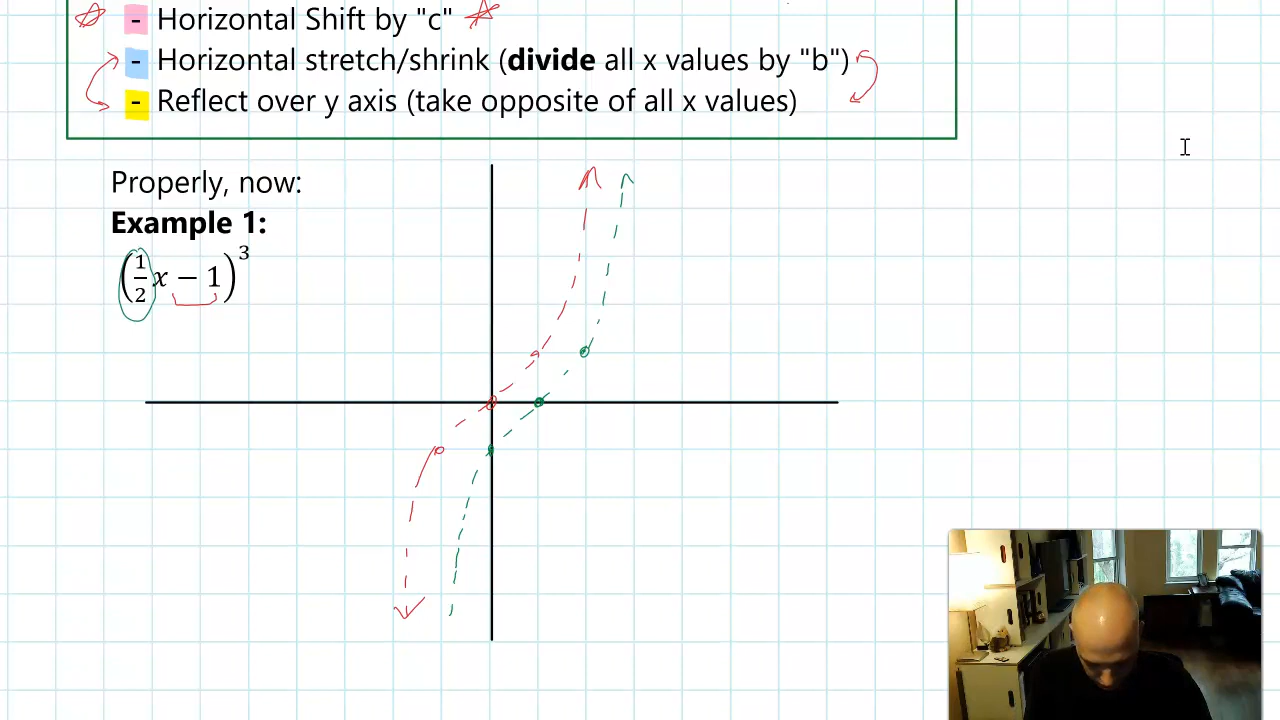 - Horizontal Shift by "c"
- Horizontal stretch/shrink (divide all x values by "b")
- Reflect over y axis (take opposite of all x values)
Properly, now:
Example 1:
(1/2 x − 1)³